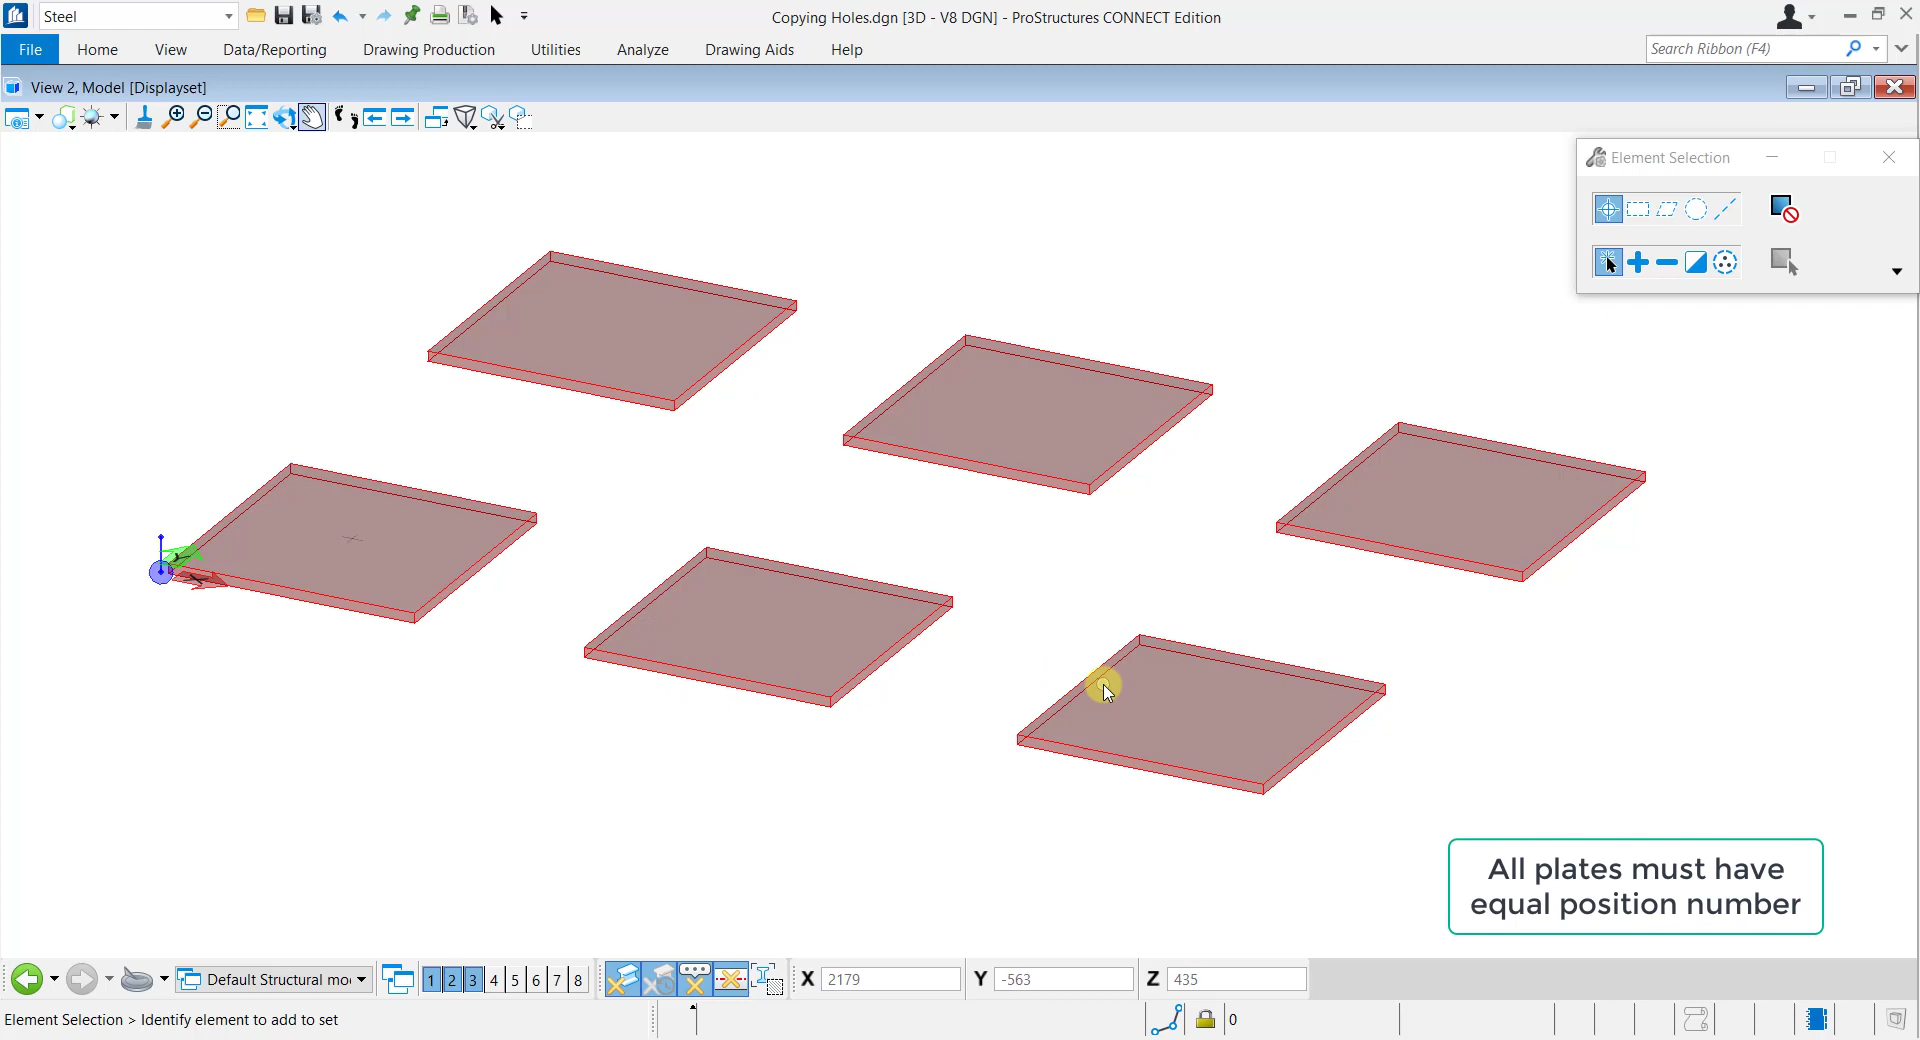 Steel
Copying Holes.dgn [3D - V8 DGN] - ProStructures CONNECT Edition
File Home View Data/Reporting Drawing Production Utilities Analyze Drawing Aids Help
Search Ribbon (F4)
View 2, Model [Displayset]
Element Selection
All plates must have
equal position number
Default Structural mo
1 2 3 4 5 6 7 8
X 2179 Y -563 Z 435
Element Selection > Identify element to add to set
0